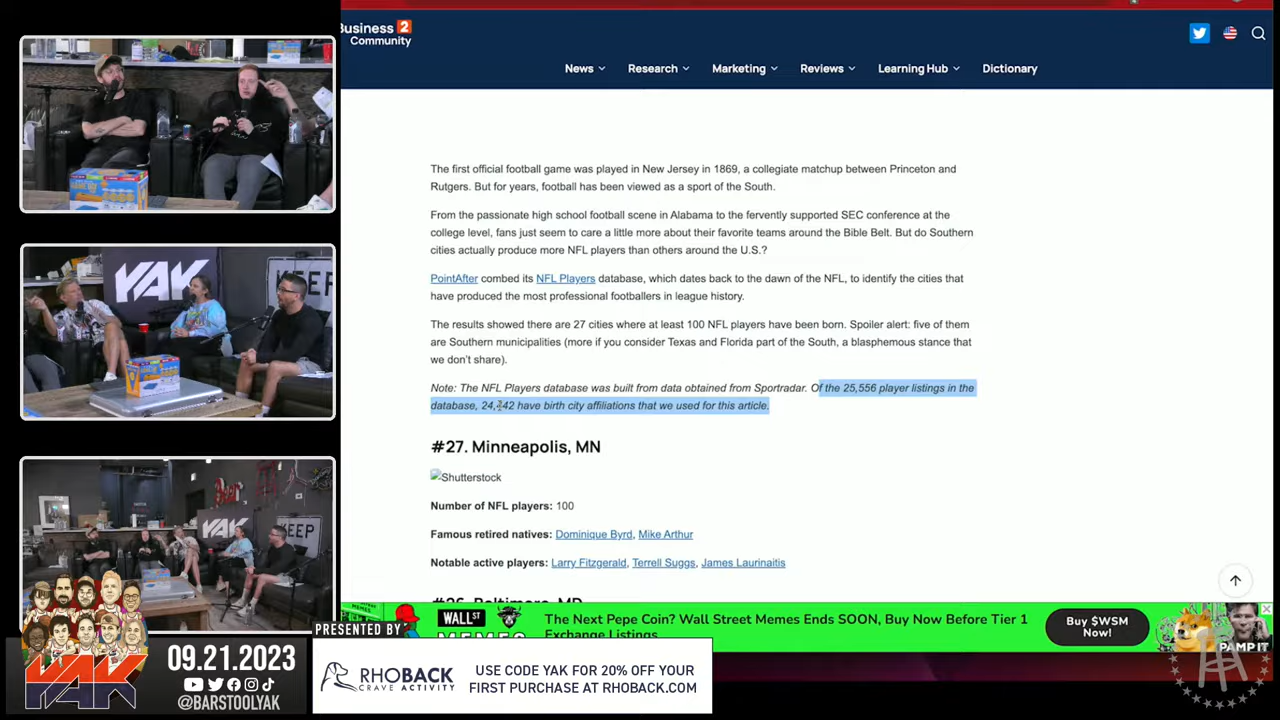 Business 2
Community
News
Research
Marketing
Reviews
Learning Hub
Dictionary
The first official football game was played in New Jersey in 1869, a collegiate matchup between Princeton and
Rutgers. But for years, football has been viewed as a sport of the South.
From the passionate high school football scene in Alabama to the fervently supported SEC conference at the
college level, fans just seem to care a little more about their favorite teams around the Bible Belt. But do Southern
cities actually produce more NFL players than others around the U.S.?
PointAfter combed its NFL Players database, which dates back to the dawn of the NFL, to identify the cities that
have produced the most professional footballers in league history.
The results showed there are 27 cities where at least 100 NFL players have been born. Spoiler alert: five of them
are Southern municipalities (more if you consider Texas and Florida part of the South, a blasphemous stance that
we don't share).
Note: The NFL Players database was built from data obtained from Sportradar. Of the 25,556 player listings in the
database, have birth city affiliations that we used for this article.
#27. Minneapolis, MN
Shutterstock
Number of NFL players: 100
Famous retired natives: Dominique Byrd, Mike Arthur
Notable active players: Larry Fitzgerald, Terrell Suggs, James Laurinaitis
#26. Baltimore, MD
WALL ST
MEMES
The Next Pepe Coin? Wall Street Memes Ends SOON, Buy Now Before Tier 1
Exchange Listings
Buy $WSM
Now!
PAMP IT
YAK
KEEP
YAK
KEEP
YAK
09.21.2023
@BARSTOOLYAK
PRESENTED BY
RHOBACK
CRAVE ACTIVITY
USE CODE YAK FOR 20% OFF YOUR
FIRST PURCHASE AT RHOBACK.COM